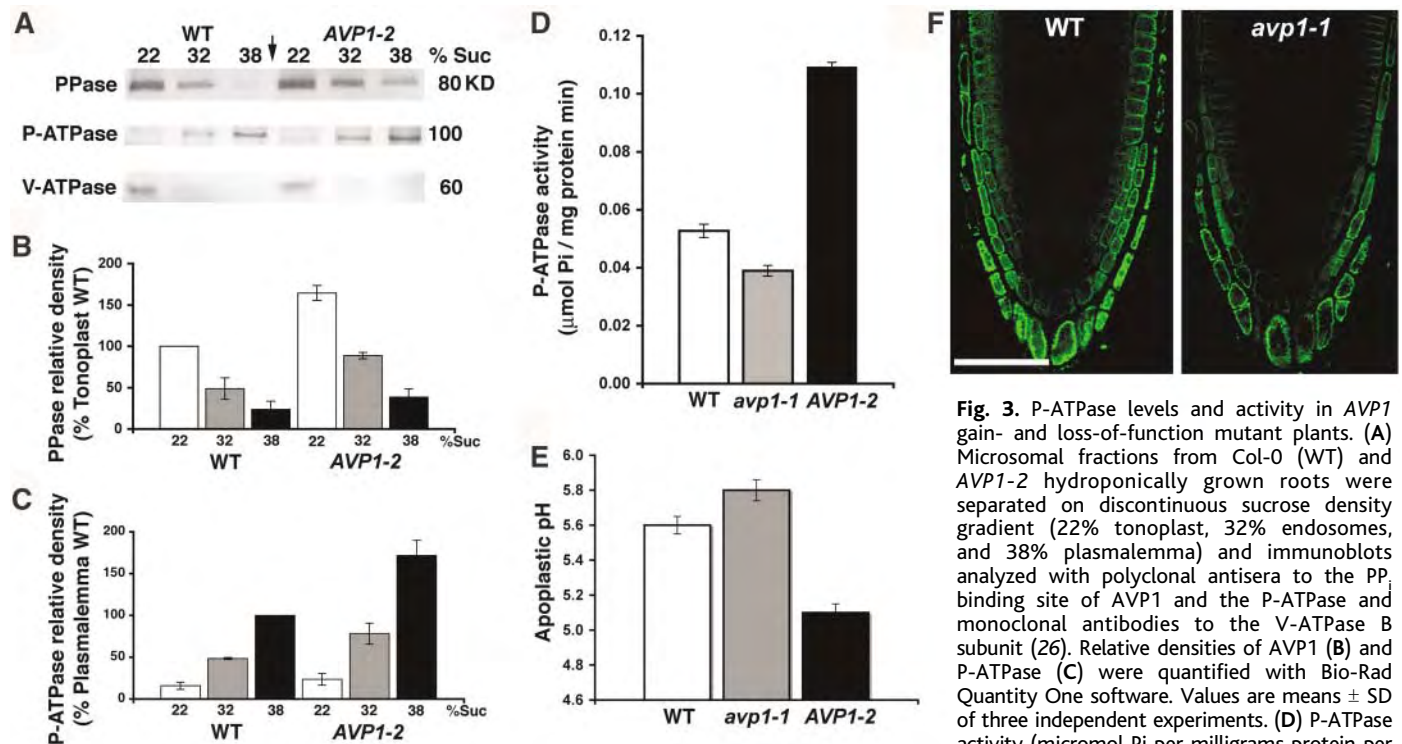 A
WT AVP1-2
22 32 38 22 32 38 % Suc
PPase 80 KD
P-ATPase 100
V-ATPase 60
B
PPase relative density
(% Tonoplast WT)
200
150
100
50
0
22 32 38 22 32 38 %Suc
WT AVP1-2
C
P-ATPase relative density
(% Plasmalemma WT)
200
150
100
50
0
22 32 38 22 32 38 %Suc
WT AVP1-2
D
P-ATPase activity
(µmol Pi / mg protein min)
0.12
0.10
0.08
0.06
0.04
0.02
0.00
WT avp1-1 AVP1-2
E
Apoplastic pH
6.0
5.8
5.6
5.4
5.2
5.0
4.8
4.6
WT avp1-1 AVP1-2
F
WT avp1-1
Fig. 3. P-ATPase levels and activity in AVP1
gain- and loss-of-function mutant plants. (A)
Microsomal fractions from Col-0 (WT) and
AVP1-2 hydroponically grown roots were
separated on discontinuous sucrose density
gradient (22% tonoplast, 32% endosomes,
and 38% plasmalemma) and immunoblots
analyzed with polyclonal antisera to the PPi
binding site of AVP1 and the P-ATPase and
monoclonal antibodies to the V-ATPase B
subunit (26). Relative densities of AVP1 (B) and
P-ATPase (C) were quantified with Bio-Rad
Quantity One software. Values are means ± SD
of three independent experiments. (D) P-ATPase
activity (micromol Pi per milligrams protein per